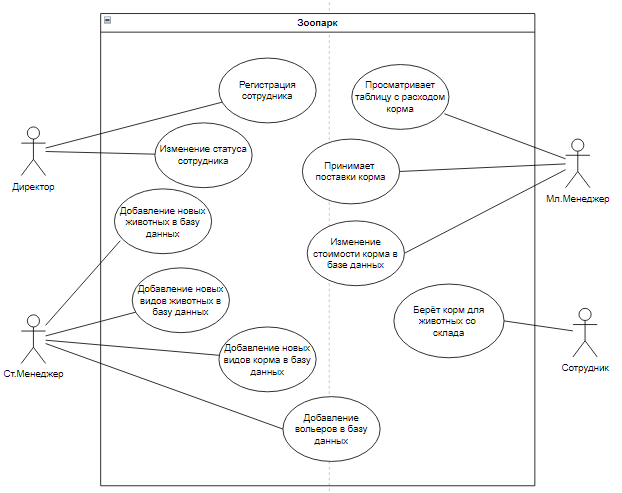 Зоопарк
Регистрация
сотрудника
Просматривает
таблицу с расходом
корма
Изменение статуса
сотрудника
Принимает
поставки корма
Директор
Мл.Менеджер
Добавление новых
животных в базу
данных
Изменение
стоимости корма в
базе данных
Добавление новых
видов животных в
базу данных
Берёт корм для
животных со
склада
Добавление новых
видов корма в базу
данных
Ст.Менеджер
Сотрудник
Добавление
вольеров в базу
данных